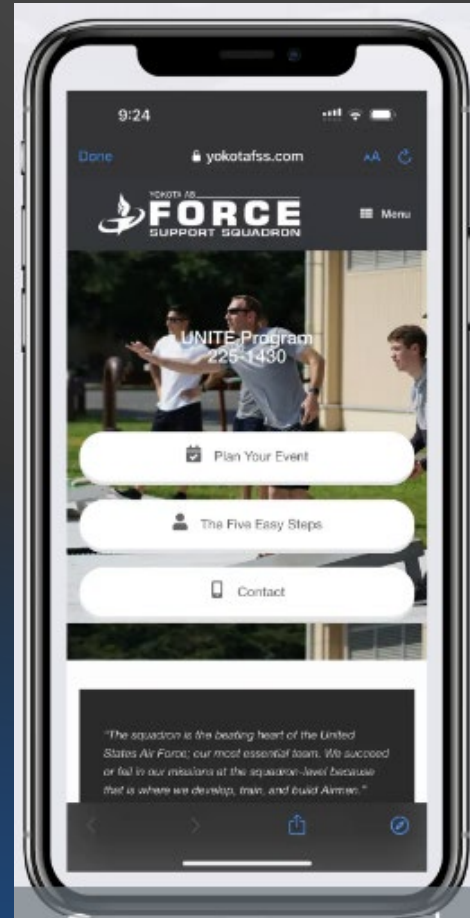 9:24
Done
yokotafss.com
AA
YOKOTA AB
FORCE
SUPPORT SQUADRON
Menu
UNITE Program
225-1430
Plan Your Event
The Five Easy Steps
Contact
"The squadron is the beating heart of the United
States Air Force; our most essential team. We succeed
or fail in our missions at the squadron-level because
that is where we develop, train, and build Airmen."